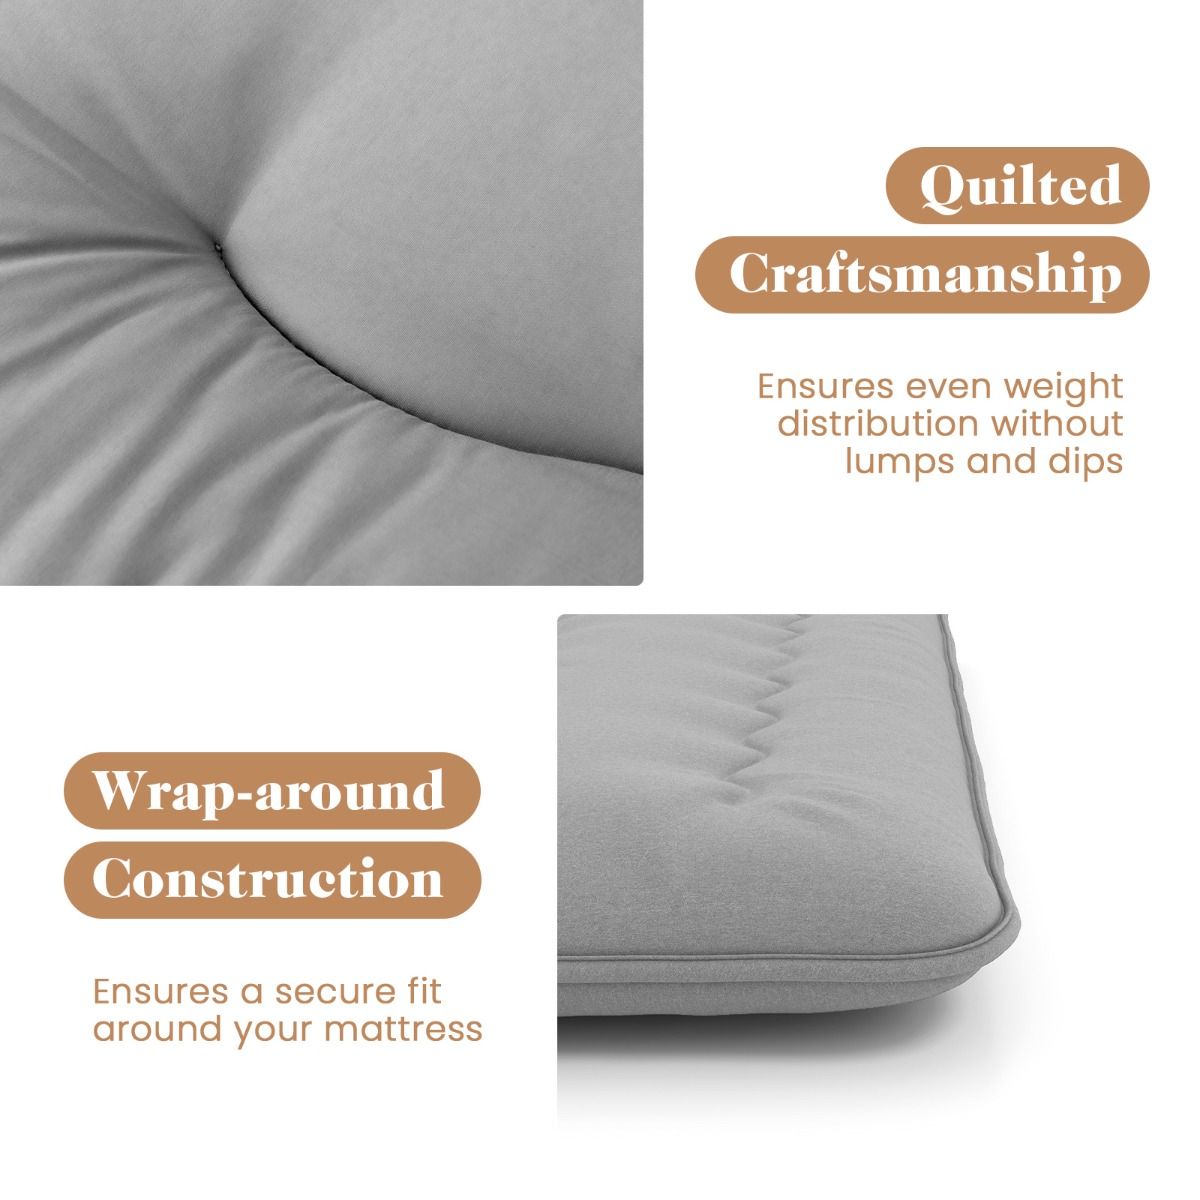 Quilted
Craftsmanship
Ensures even weight
distribution without
lumps and dips
Wrap-around
Construction
Ensures a secure fit
around your mattress